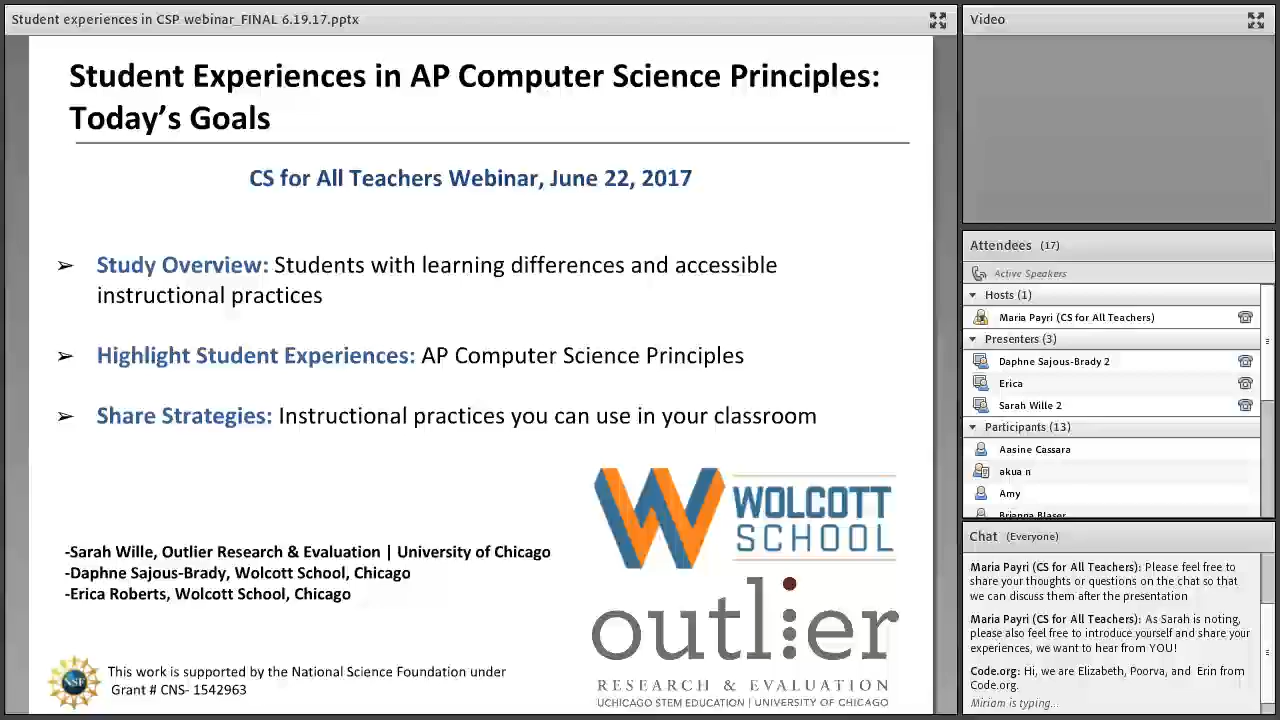 Student experiences in CSP webinar_FINAL 6.19.17.pptx
Student Experiences in AP Computer Science Principles:
Today's Goals
CS for All Teachers Webinar, June 22, 2017
➢ Study Overview: Students with learning differences and accessible
instructional practices
➢ Highlight Student Experiences: AP Computer Science Principles
➢ Share Strategies: Instructional practices you can use in your classroom
WOLCOTT
SCHOOL
-Sarah Wille, Outlier Research & Evaluation | University of Chicago
-Daphne Sajous-Brady, Wolcott School, Chicago
-Erica Roberts, Wolcott School, Chicago
outlier
RESEARCH & EVALUATION
UCHICAGO STEM EDUCATION | UNIVERSITY OF CHICAGO
NSF
This work is supported by the National Science Foundation under
Grant # CNS- 1542963
Video
Attendees (17)
Active Speakers
Hosts (1)
Maria Payri (CS for All Teachers)
Presenters (3)
Daphne Sajous-Brady 2
Erica
Sarah Wille 2
Participants (13)
Aasine Cassara
akua n
Amy
Brianna Blaser
Chat (Everyone)
Maria Payri (CS for All Teachers): Please feel free to
share your thoughts or questions on the chat so that
we can discuss them after the presentation
Maria Payri (CS for All Teachers): As Sarah is noting,
please also feel free to introduce yourself and share your
experiences, we want to hear from YOU!
Code.org: Hi, we are Elizabeth, Poorva, and Erin from
Code.org.
Miriam is typing...